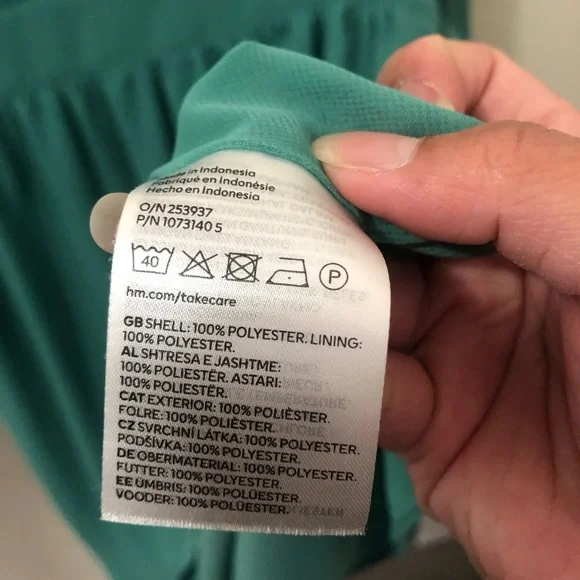 in Indonesia
Fabriqué en Indonésie
Hecho en Indonesia
O/N 253937
P/N 1073140 5
40 P
hm.com/takecare
GB SHELL: 100% POLYESTER. LINING:
100% POLYESTER.
AL SHTRESA E JASHTME:
100% POLIESTËR. ASTARI:
100% POLIESTËR.
CAT EXTERIOR: 100% POLIÈSTER.
FOLRE: 100% POLIÈSTER.
CZ SVRCHNÍ LÁTKA: 100% POLYESTER.
PODŠÍVKA: 100% POLYESTER.
DE OBERMATERIAL: 100% POLYESTER.
FUTTER: 100% POLYESTER.
EE ÜMBRIS: 100% POLÜESTER.
VOODER: 100% POLÜESTER.